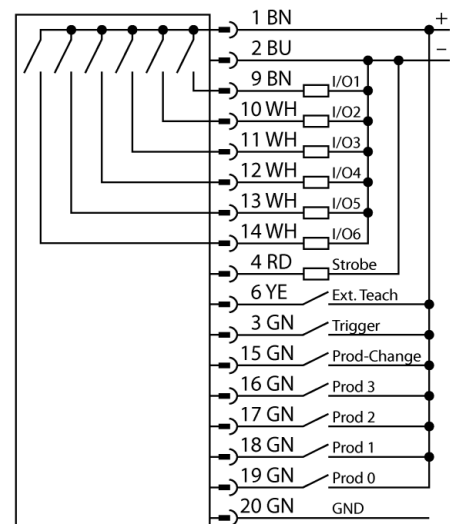 1 BN +
2 BU −
9 BN I/O1
10 WH I/O2
11 WH I/O3
12 WH I/O4
13 WH I/O5
14 WH I/O6
4 RD Strobe
6 YE Ext. Teach
3 GN Trigger
15 GN Prod-Change
16 GN Prod 3
17 GN Prod 2
18 GN Prod 1
19 GN Prod 0
20 GN GND